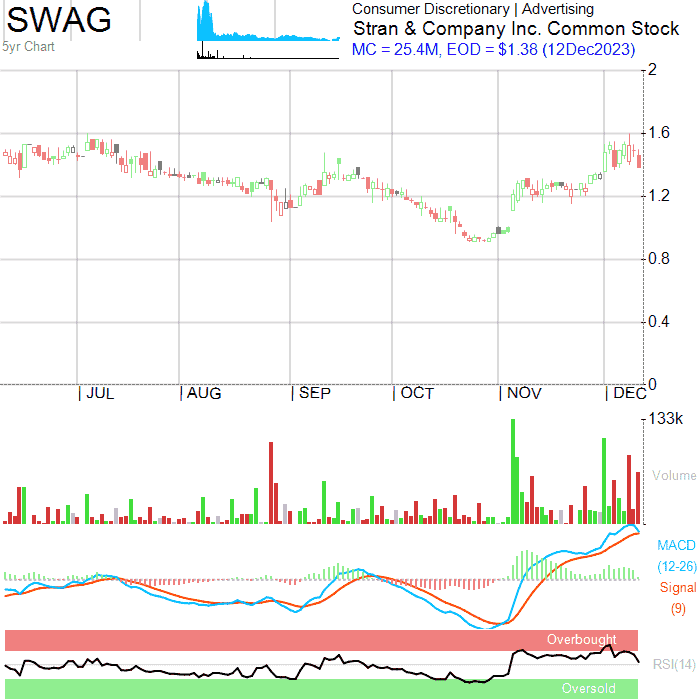 SWAG
5yr Chart
Consumer Discretionary | Advertising
Stran & Company Inc. Common Stock
MC = 25.4M, EOD = $1.38 (12Dec2023)
2
1.6
1.2
0.8
0.4
0
| JUL | AUG | SEP | OCT | NOV | DEC
133k
Volume
MACD
(12-26)
Signal
(9)
Overbought
RSI(14)
Oversold